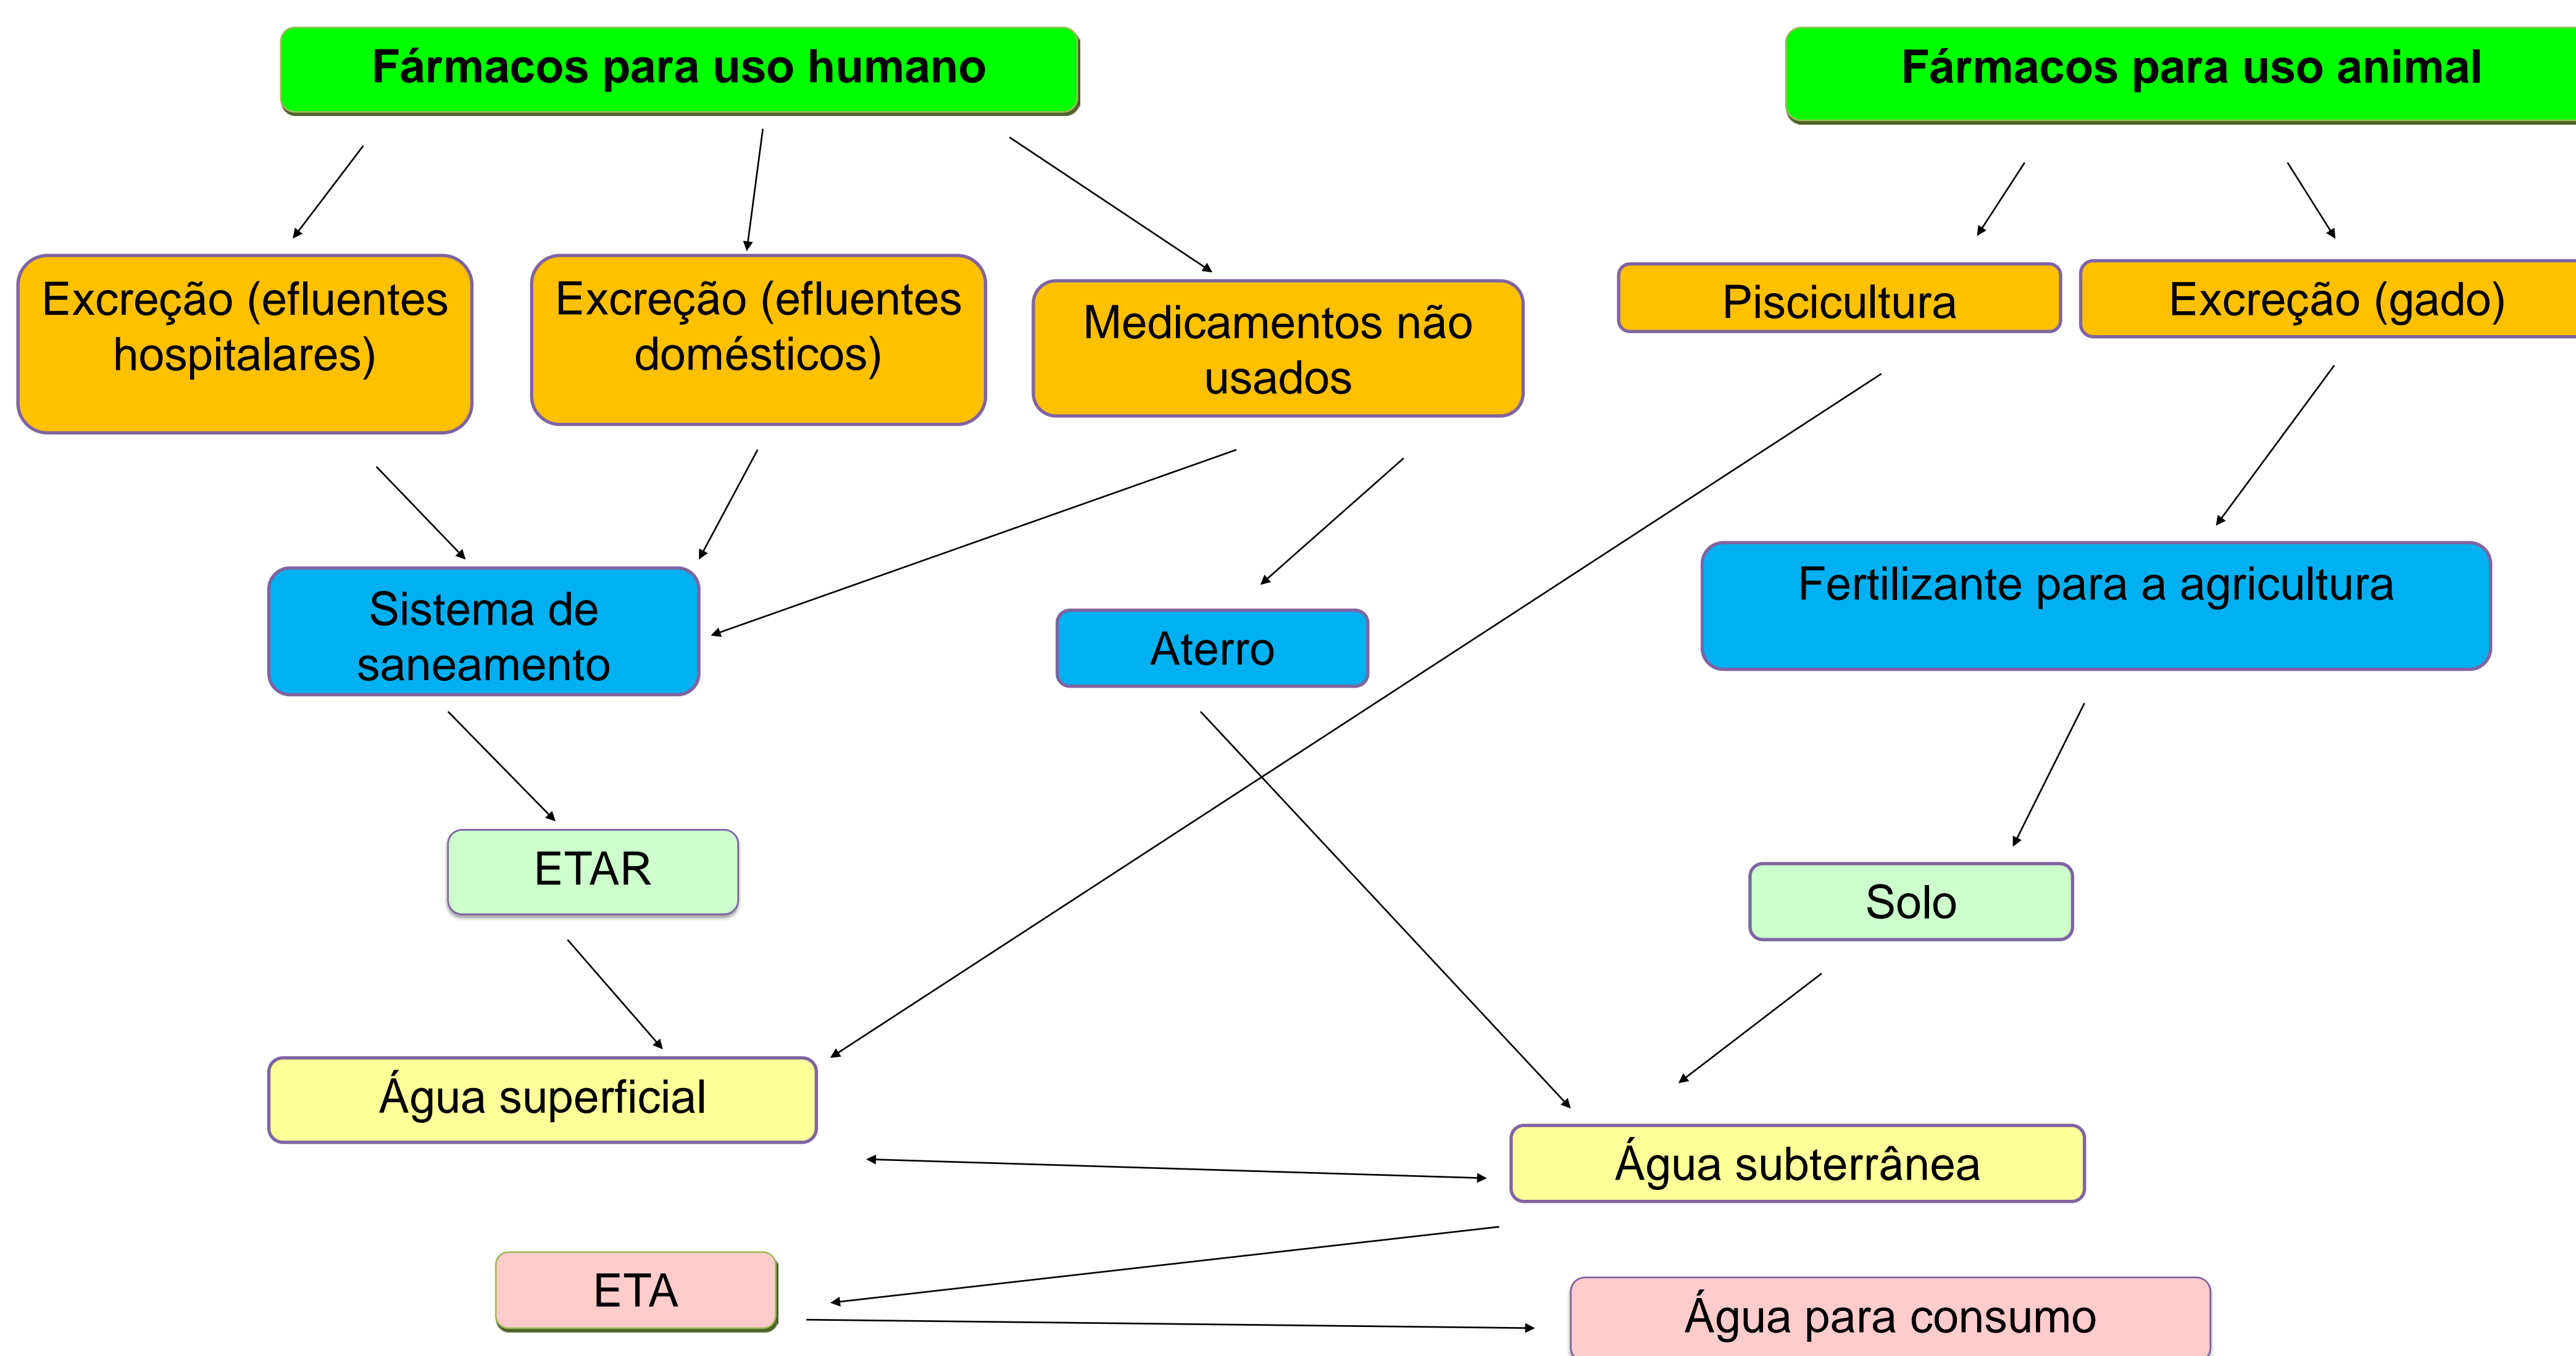 Fármacos para uso humano
Fármacos para uso animal
Excreção (efluentes
hospitalares)
Excreção (efluentes
domésticos)
Medicamentos não
usados
Piscicultura
Excreção (gado)
Sistema de
saneamento
Aterro
Fertilizante para a agricultura
ETAR
Solo
Água superficial
Água subterrânea
ETA
Água para consumo